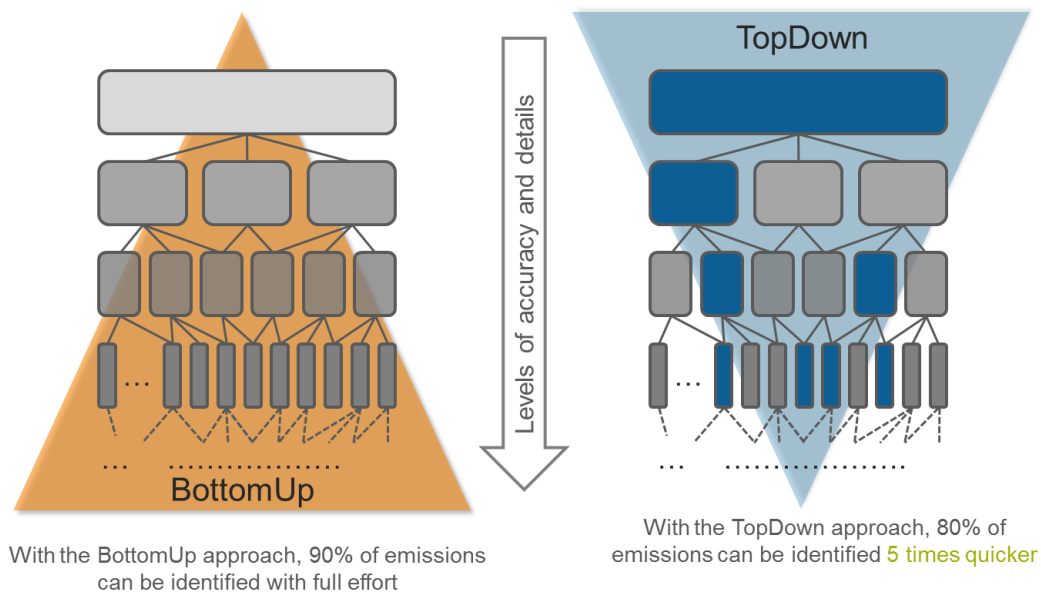 TopDown
Levels of accuracy and details
...
...
BottomUp
...
...
With the BottomUp approach, 90% of emissions
can be identified with full effort
With the TopDown approach, 80% of
emissions can be identified 5 times quicker